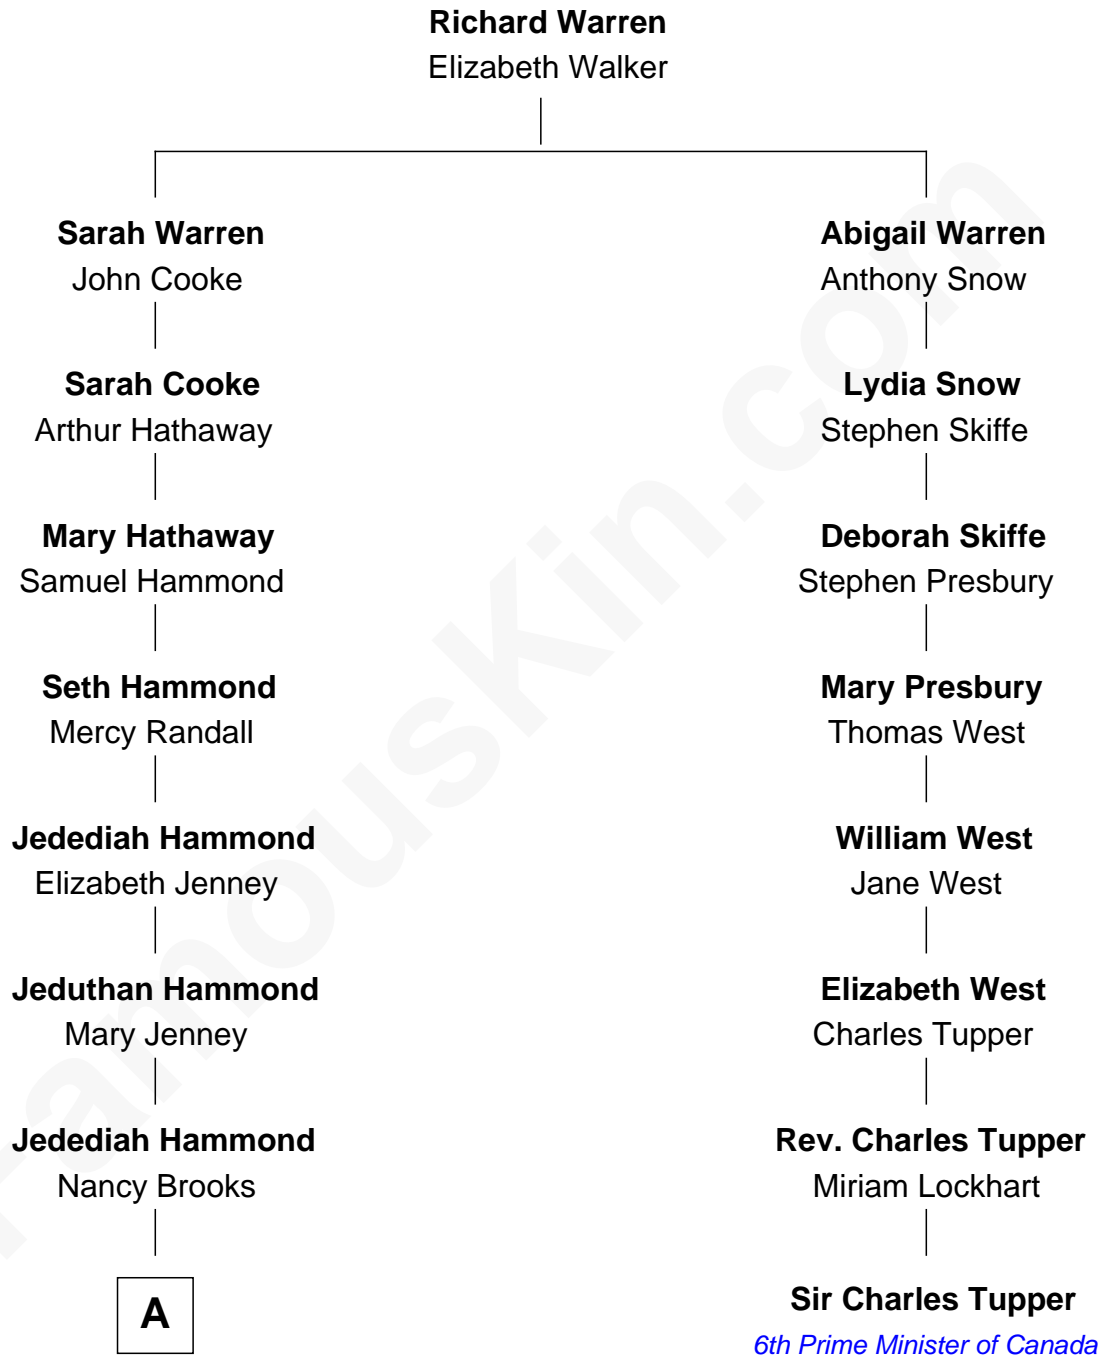 Richard Warren
Elizabeth Walker
Sarah Warren
John Cooke
Abigail Warren
Anthony Snow
Sarah Cooke
Arthur Hathaway
Lydia Snow
Stephen Skiffe
Mary Hathaway
Samuel Hammond
Deborah Skiffe
Stephen Presbury
Seth Hammond
Mercy Randall
Mary Presbury
Thomas West
Jedediah Hammond
Elizabeth Jenney
William West
Jane West
Jeduthan Hammond
Mary Jenney
Elizabeth West
Charles Tupper
Jedediah Hammond
Nancy Brooks
Rev. Charles Tupper
Miriam Lockhart
A
Sir Charles Tupper
6th Prime Minister of Canada
FamousKin.com